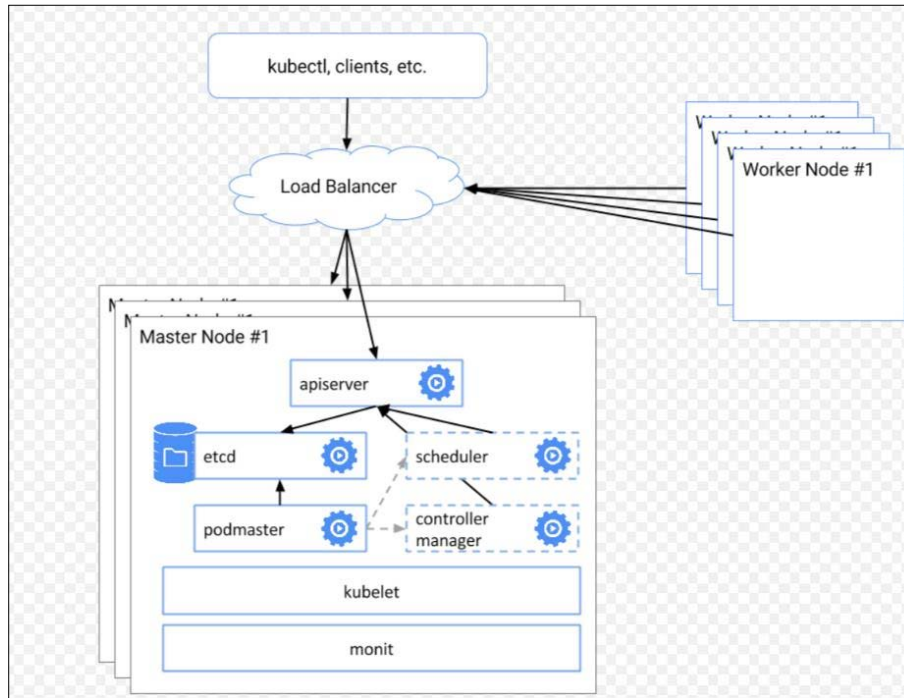 kubectl, clients, etc.
Load Balancer
Worker Node #1
Master Node #1
apiserver
etcd
scheduler
podmaster
controller
manager
kubelet
monit